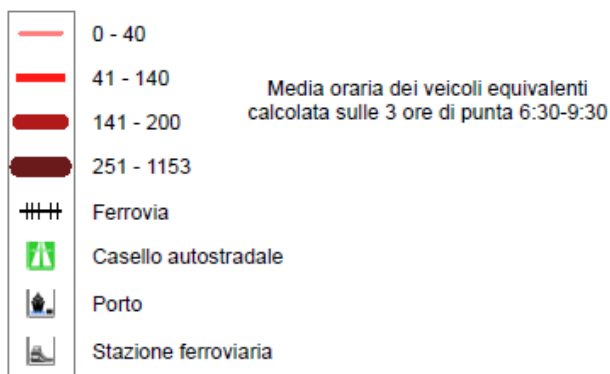 0 - 40
41 - 140
141 - 200
251 - 1153
Media oraria dei veicoli equivalenti
calcolata sulle 3 ore di punta 6:30-9:30
Ferrovia
Casello autostradale
Porto
Stazione ferroviaria